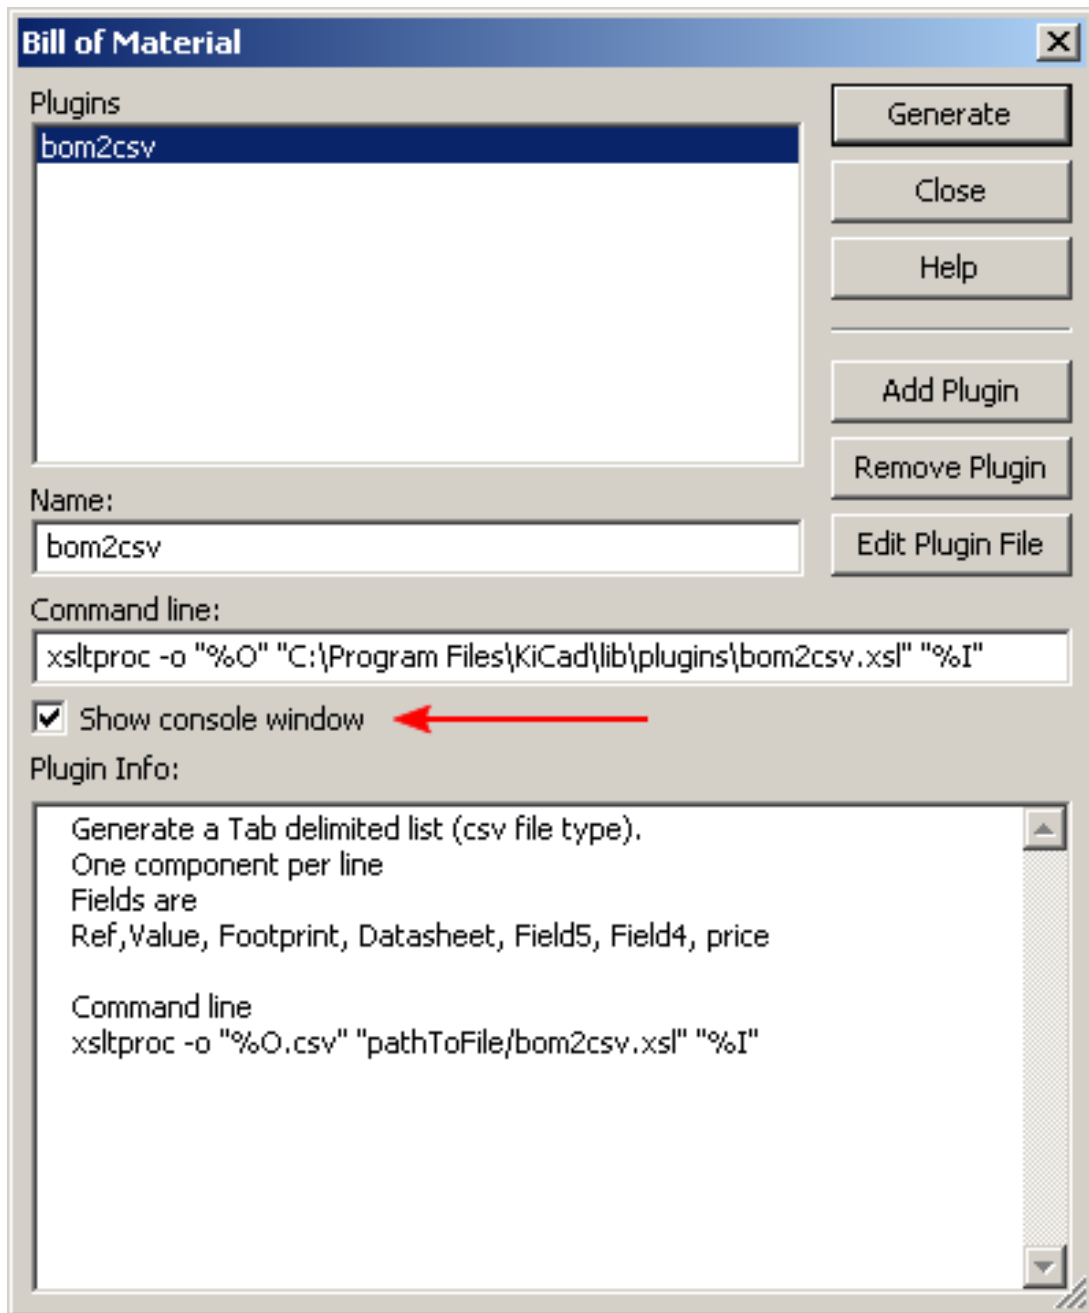 Bill of Material
Plugins
bom2csv
Generate
Close
Help
Add Plugin
Remove Plugin
Edit Plugin File
Name:
bom2csv
Command line:
xsltproc -o "%O" "C:\Program Files\KiCad\lib\plugins\bom2csv.xsl" "%I"
Show console window
Plugin Info:
Generate a Tab delimited list (csv file type).
One component per line
Fields are
Ref,Value, Footprint, Datasheet, Field5, Field4, price
Command line
xsltproc -o "%O.csv" "pathToFile/bom2csv.xsl" "%I"